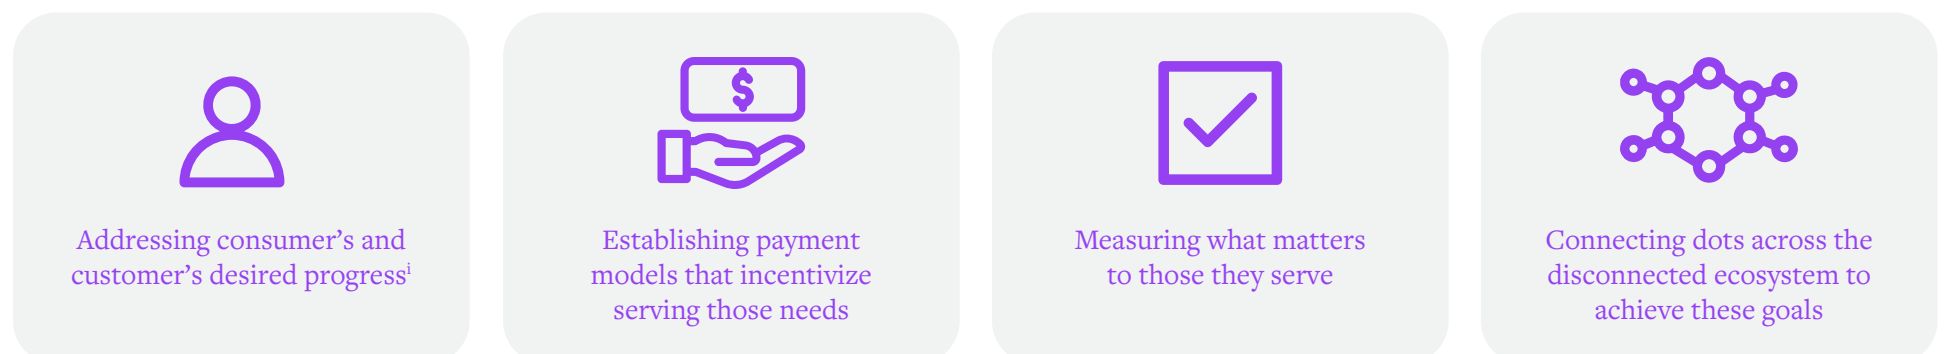 $
Addressing consumer’s and
customer’s desired progressⁱ
Establishing payment
models that incentivize
serving those needs
Measuring what matters
to those they serve
Connecting dots across the
disconnected ecosystem to
achieve these goals